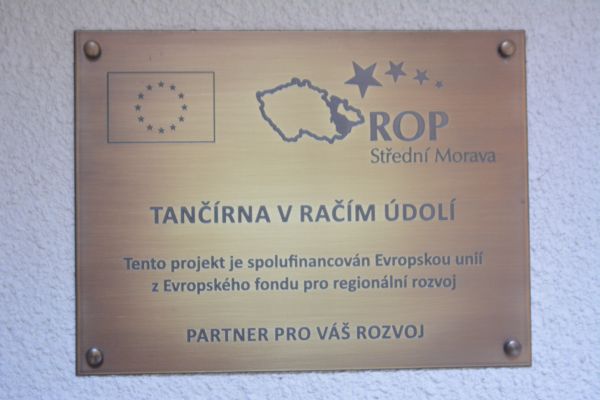 ROP
Střední Morava
TANČÍRNA V RAČÍM ÚDOLÍ
Tento projekt je spolufinancován Evropskou unií
z Evropského fondu pro regionální rozvoj
PARTNER PRO VÁŠ ROZVOJ